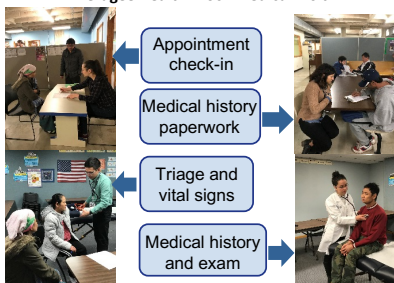 Appointment
check-in
Medical history
paperwork
Triage and
vital signs
Medical history
and exam